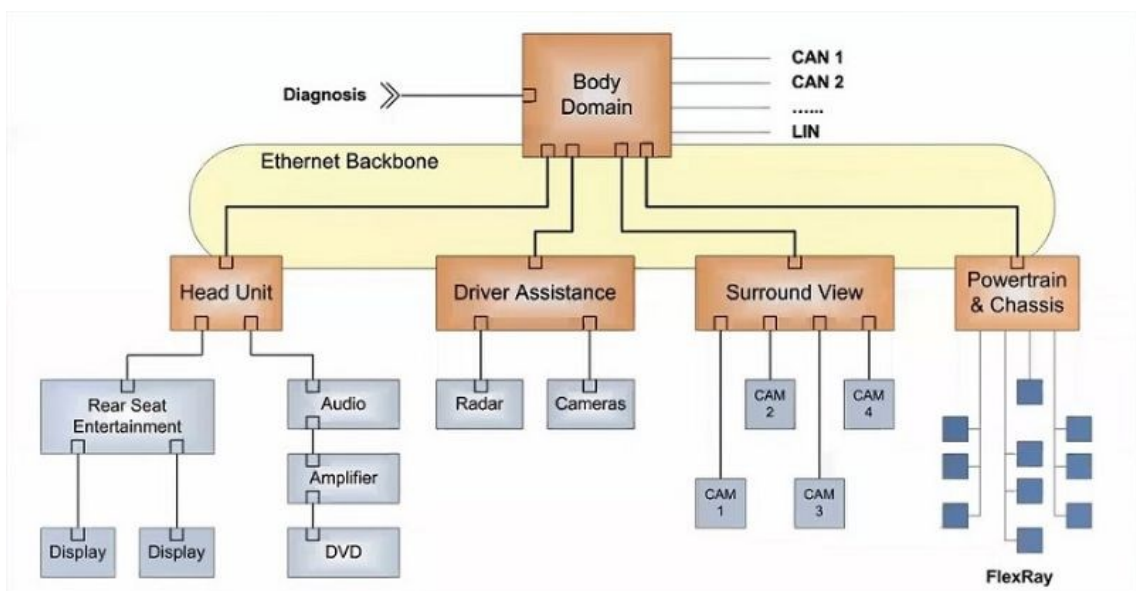 Body
Domain
CAN 1
CAN 2
......
LIN
Diagnosis
Ethernet Backbone
Head Unit
Driver Assistance
Surround View
Powertrain
& Chassis
Rear Seat
Entertainment
Audio
Radar
Cameras
CAM
2
CAM
4
Amplifier
CAM
1
CAM
3
Display
Display
DVD
FlexRay